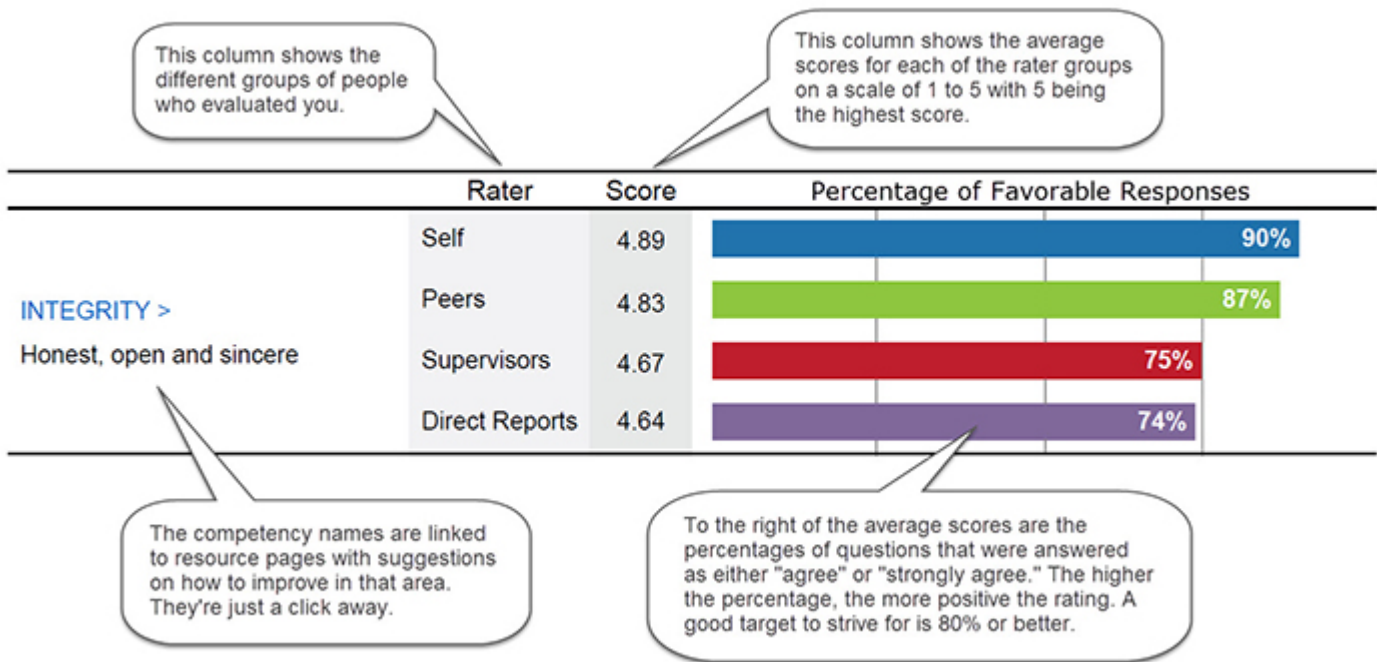 This column shows the
different groups of people
who evaluated you.
This column shows the average
scores for each of the rater groups
on a scale of 1 to 5 with 5 being
the highest score.
Rater Score Percentage of Favorable Responses
Self 4.89 90%
Peers 4.83 87%
INTEGRITY >
Honest, open and sincere
Supervisors 4.67 75%
Direct Reports 4.64 74%
The competency names are linked
to resource pages with suggestions
on how to improve in that area.
They're just a click away.
To the right of the average scores are the
percentages of questions that were answered
as either "agree" or "strongly agree." The higher
the percentage, the more positive the rating. A
good target to strive for is 80% or better.